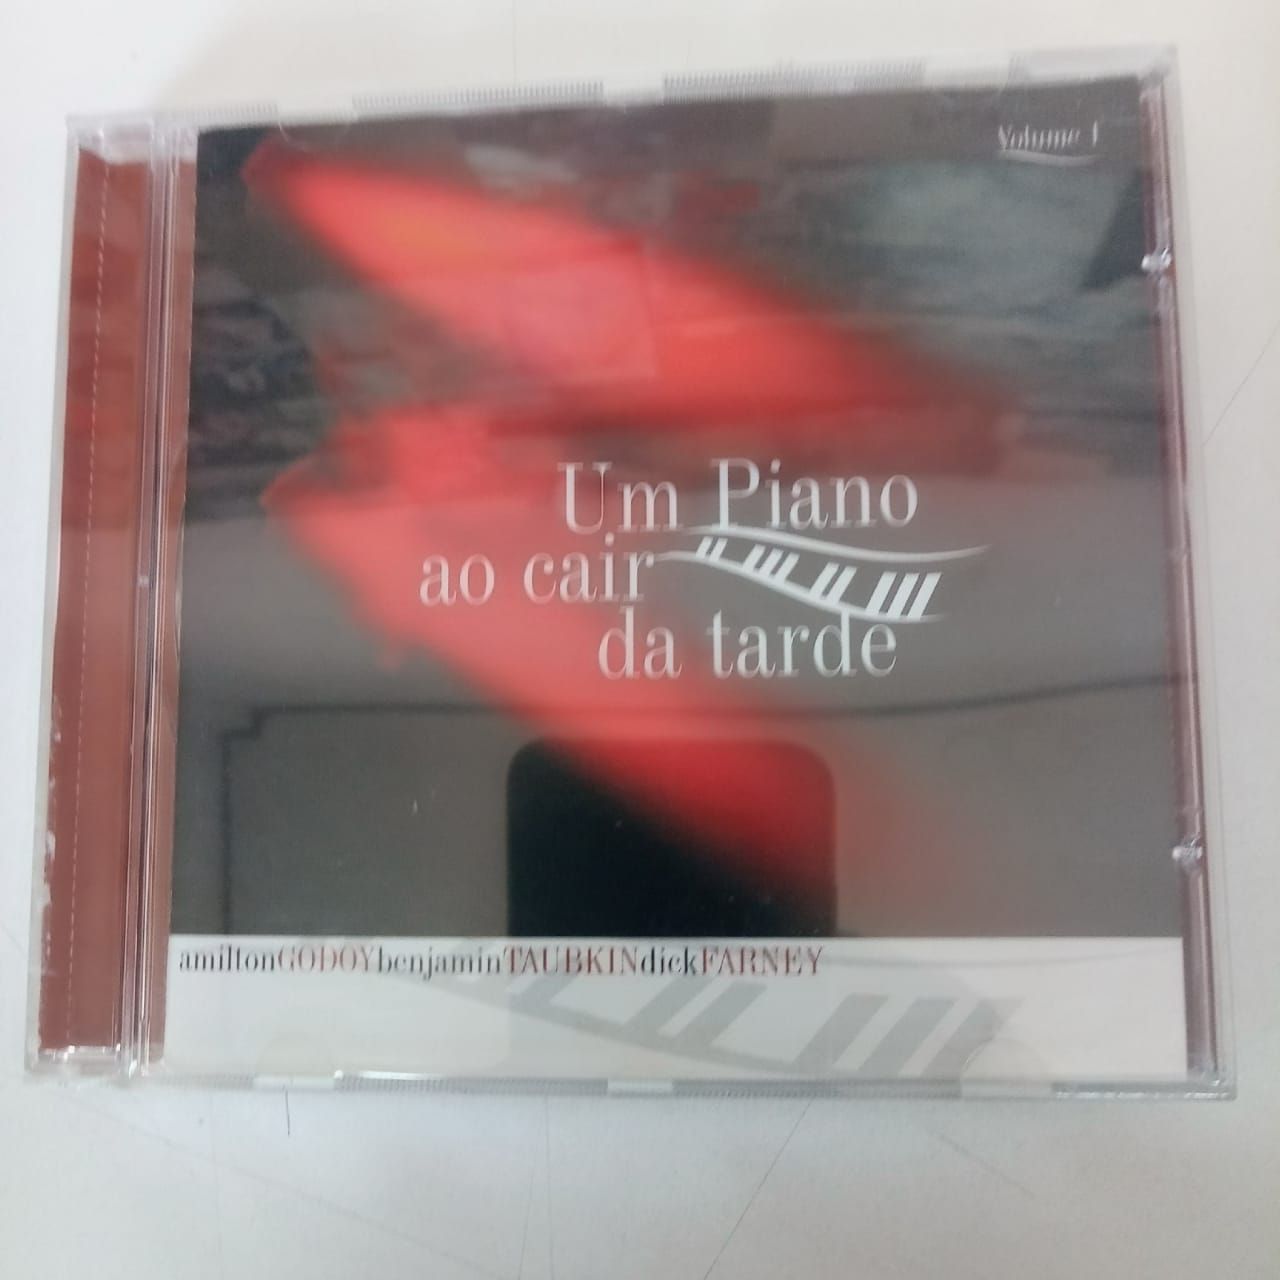 Volume 1
Um Piano
ao cair
da tarde
amiltonGODOYbenjaminTAUBKINdickFARNEY